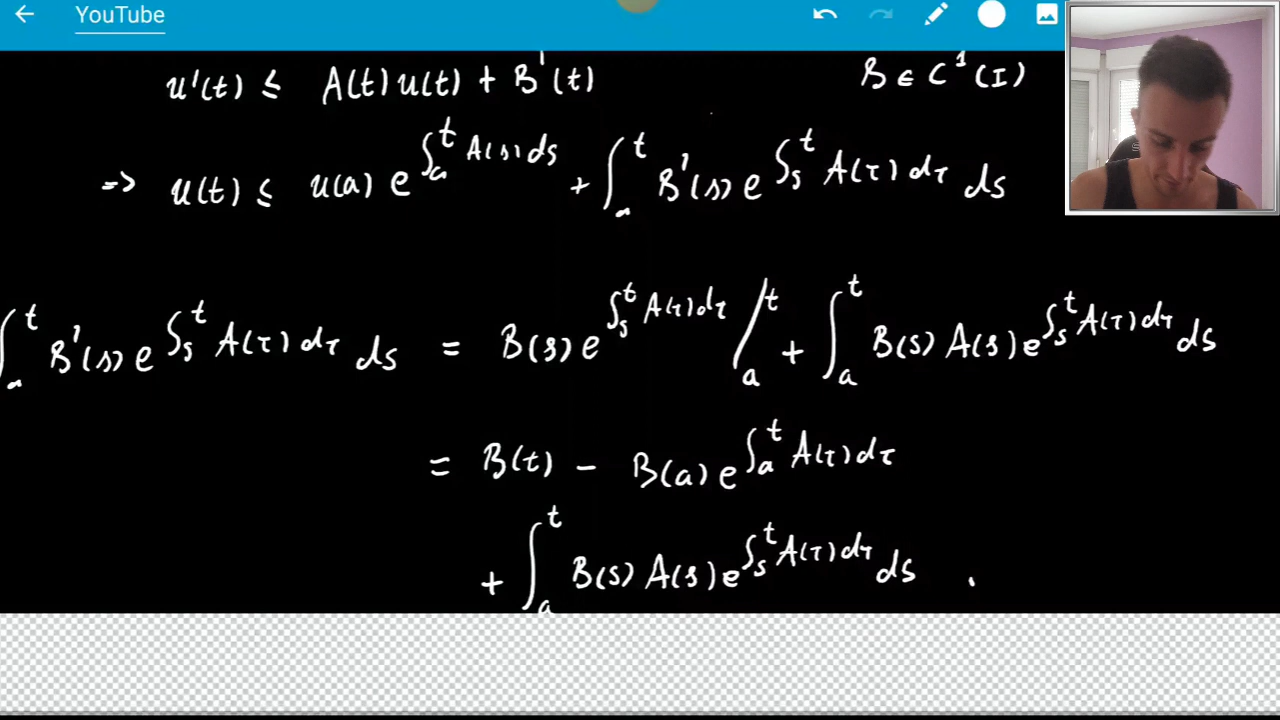 YouTube
u'(t) ≤ A(t)u(t) + B'(t) B ∈ C¹(I)
=> u(t) ≤ u(a) e^{∫_a^t A(s)ds} + ∫_a^t B'(s) e^{∫_s^t A(τ)dτ} ds
∫_a^t B'(s) e^{∫_s^t A(τ)dτ} ds = B(s) e^{∫_s^t A(τ)dτ} /_a^t + ∫_a^t B(s) A(s) e^{∫_s^t A(τ)dτ} ds
= B(t) - B(a) e^{∫_a^t A(τ)dτ}
+ ∫_a^t B(s) A(s) e^{∫_s^t A(τ)dτ} ds .